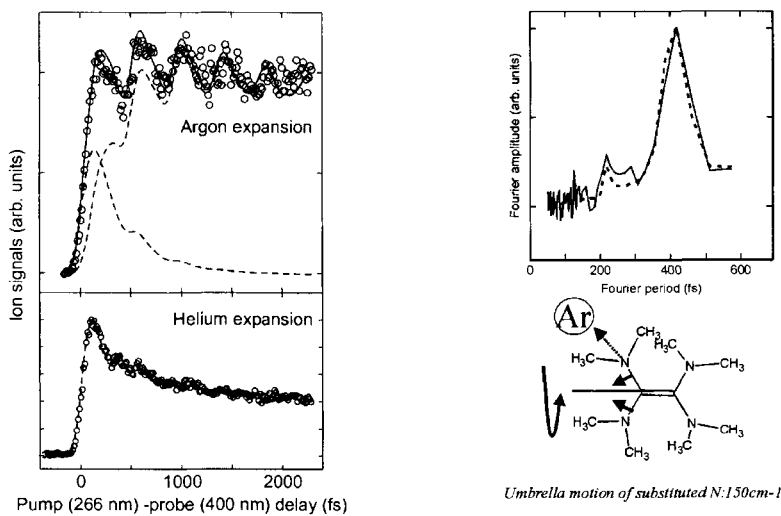 Ion signals (arb. units)
Argon expansion
Helium expansion
0 1000 2000
Pump (266 nm) -probe (400 nm) delay (fs)
Fourier amplitude (arb. units)
0 200 400 600
Fourier period (fs)
Ar
CH₃
H₃C
N
H₃C
N
CH₃
H₃C
N
CH₃
N
CH₃
H₃C
H₃C
Umbrella motion of substituted N:150cm-1